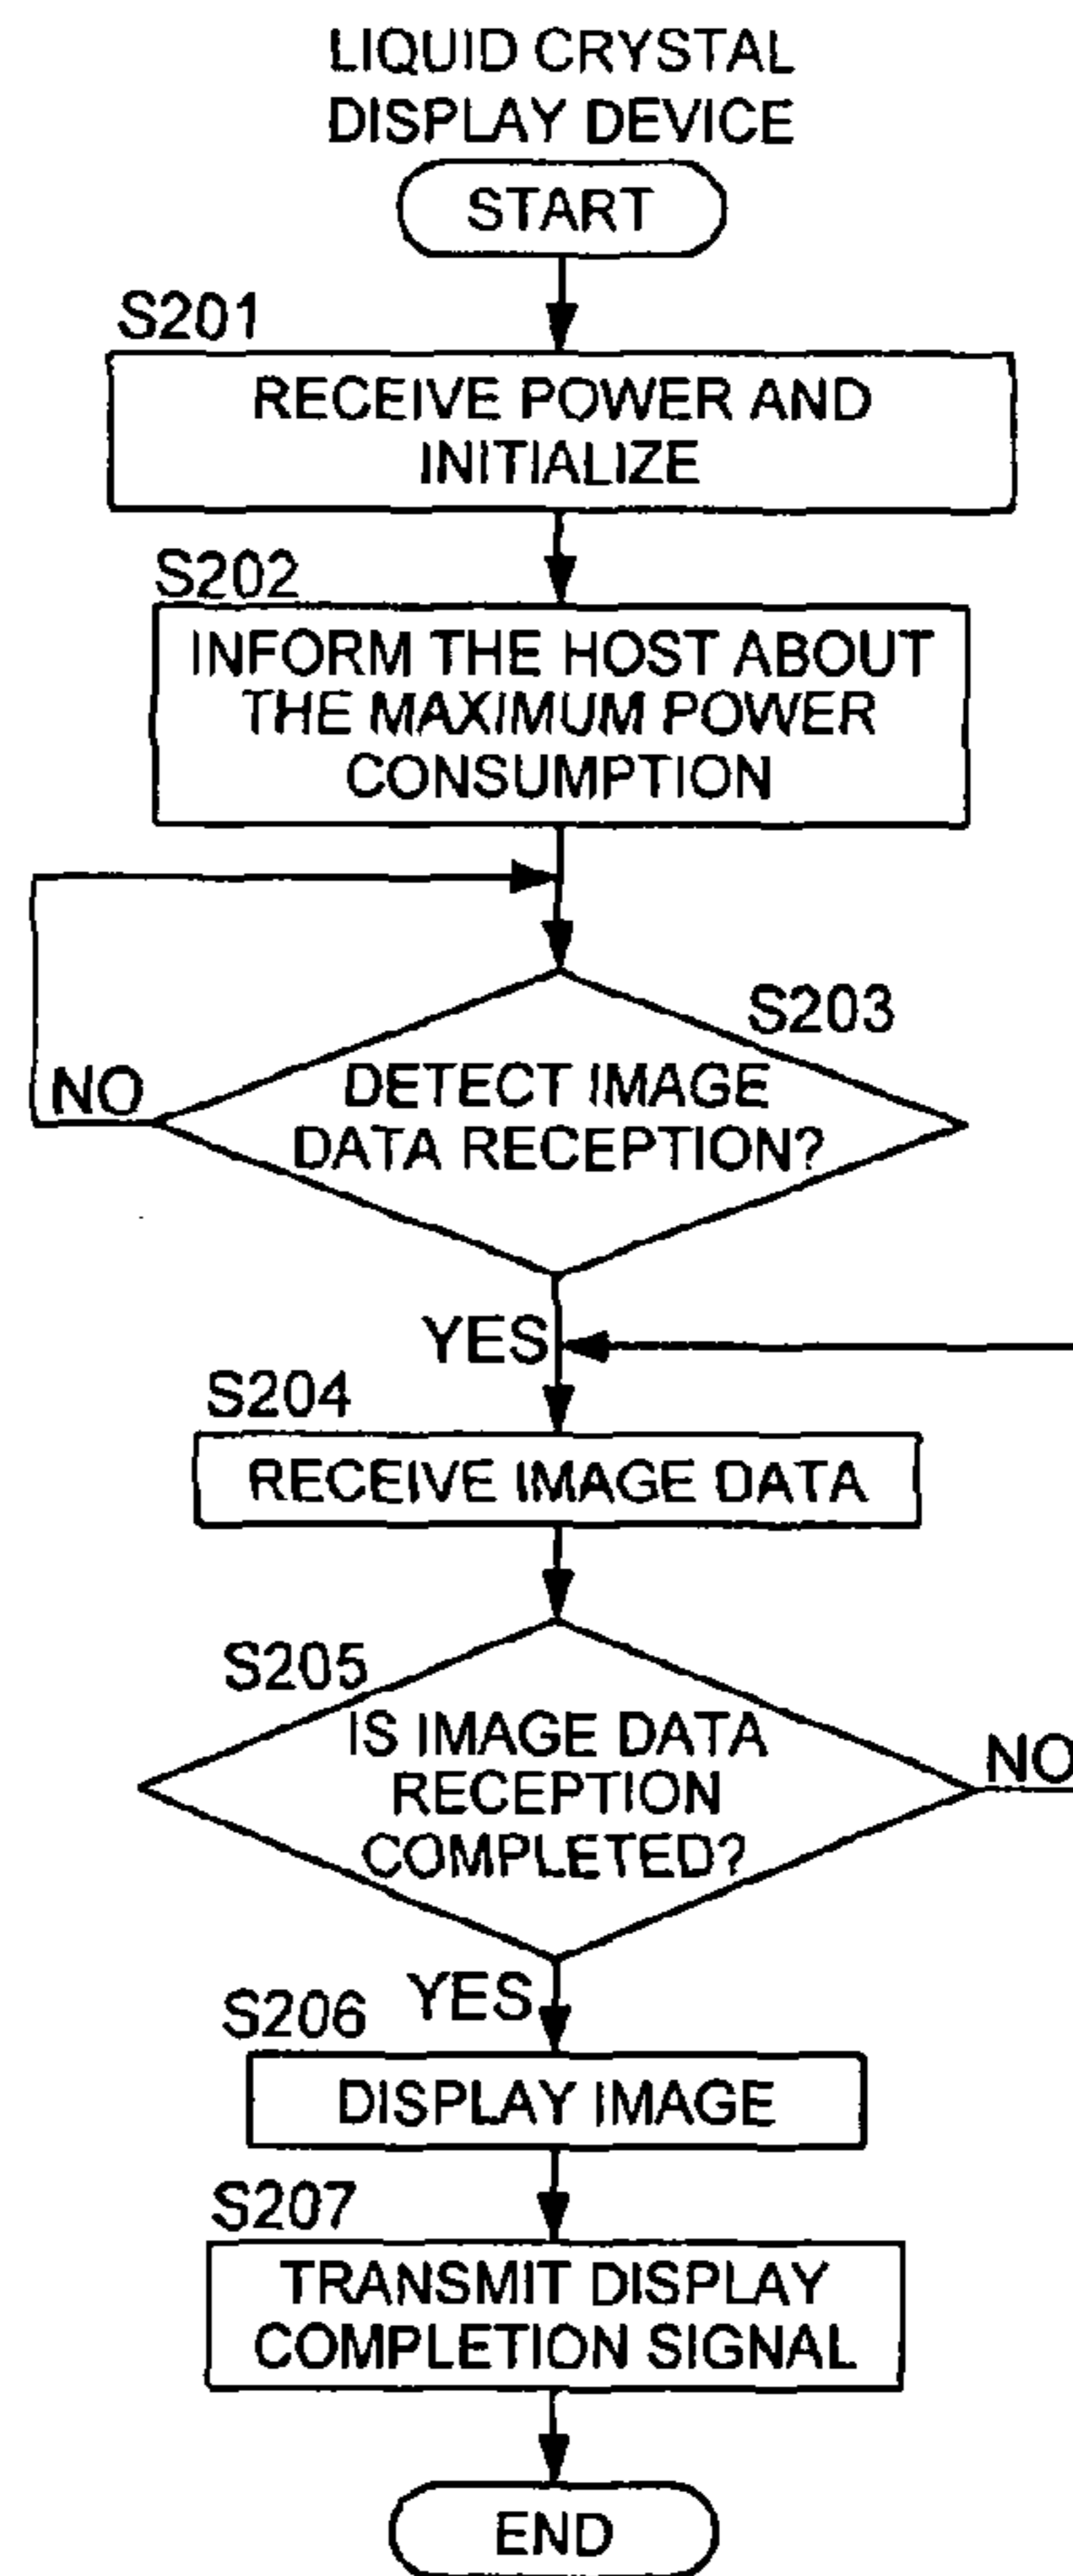 LIQUID CRYSTAL
DISPLAY DEVICE
START
S201
RECEIVE POWER AND
INITIALIZE
S202
INFORM THE HOST ABOUT
THE MAXIMUM POWER
CONSUMPTION
S203
DETECT IMAGE
DATA RECEPTION?
NO
YES
S204
RECEIVE IMAGE DATA
S205
IS IMAGE DATA
RECEPTION
COMPLETED?
NO
YES
S206
DISPLAY IMAGE
S207
TRANSMIT DISPLAY
COMPLETION SIGNAL
END